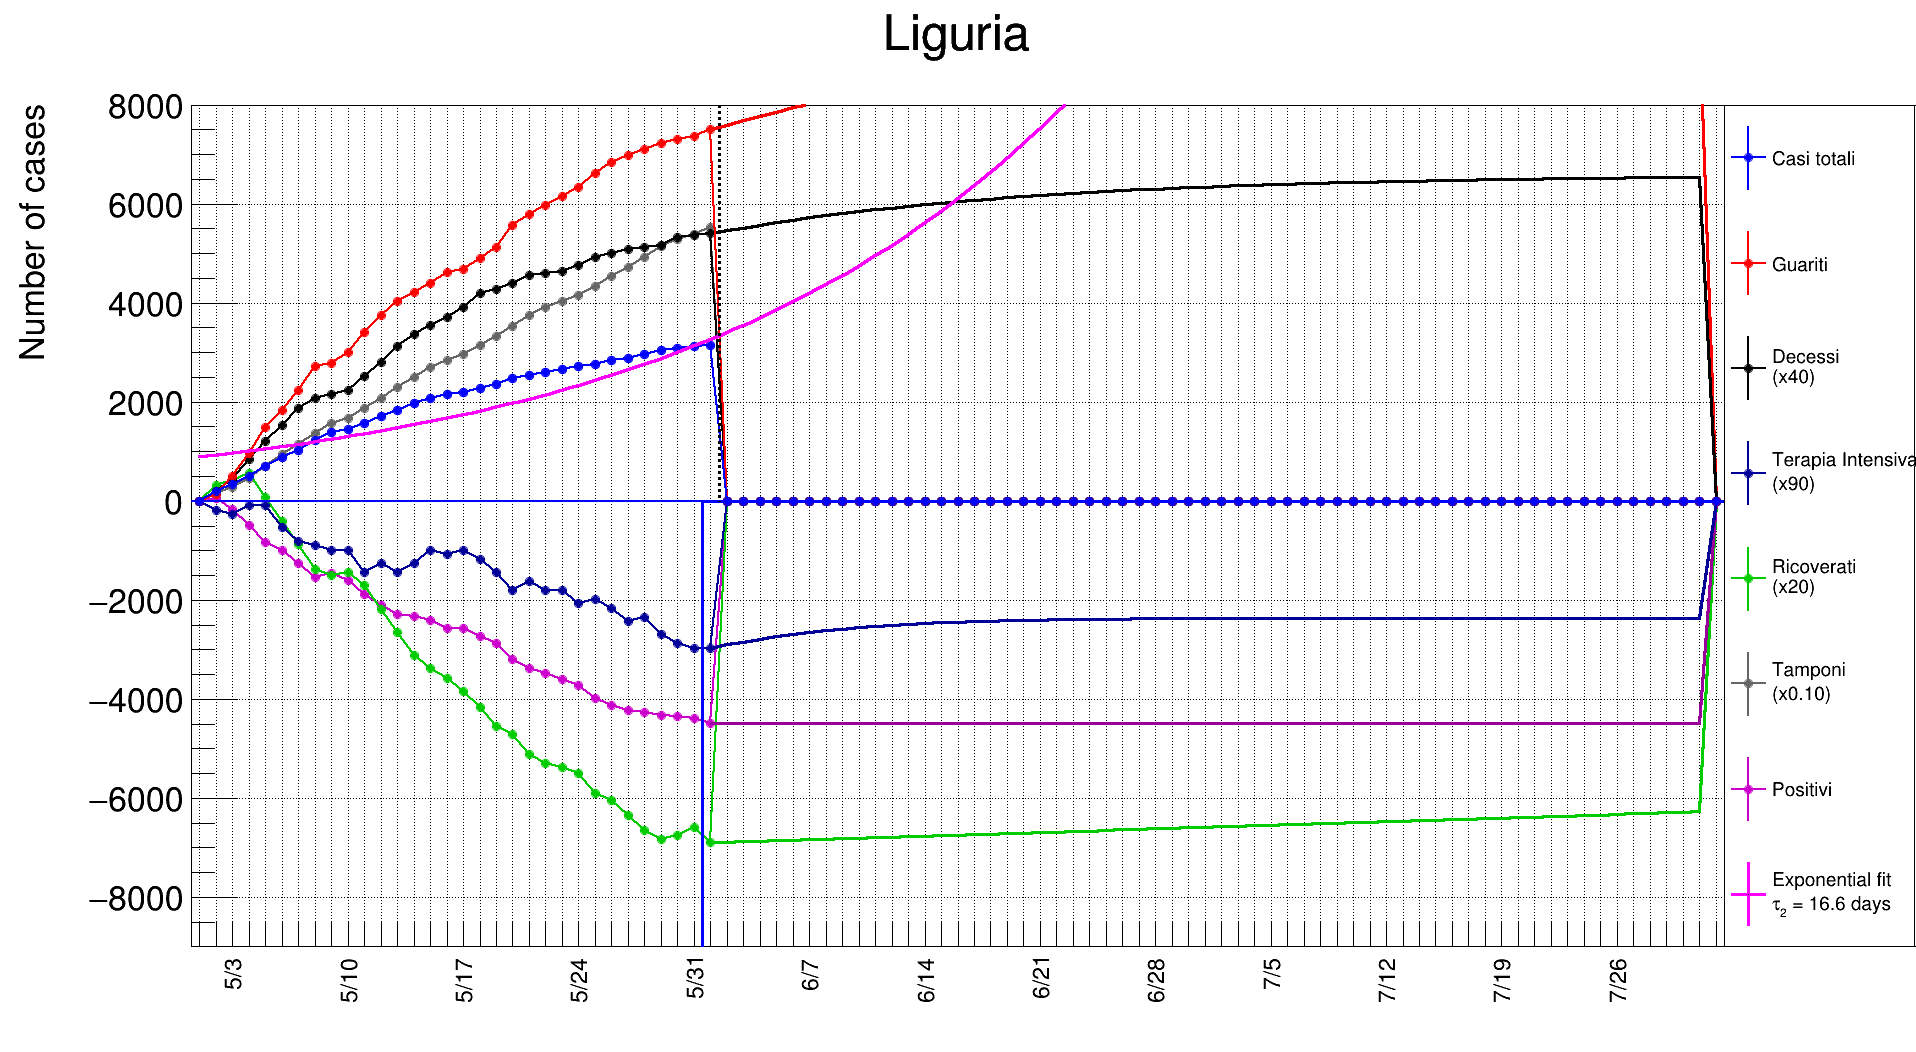 Liguria
Number of cases
8000
6000
4000
2000
0
−2000
−4000
−6000
−8000
5/3
5/10
5/17
5/24
5/31
6/7
6/14
6/21
6/28
7/5
7/12
7/19
7/26
Casi totali
Guariti
Decessi
(x40)
Terapia Intensiva
(x90)
Ricoverati
(x20)
Tamponi
(x0.10)
Positivi
Exponential fit
τ2 = 16.6 days